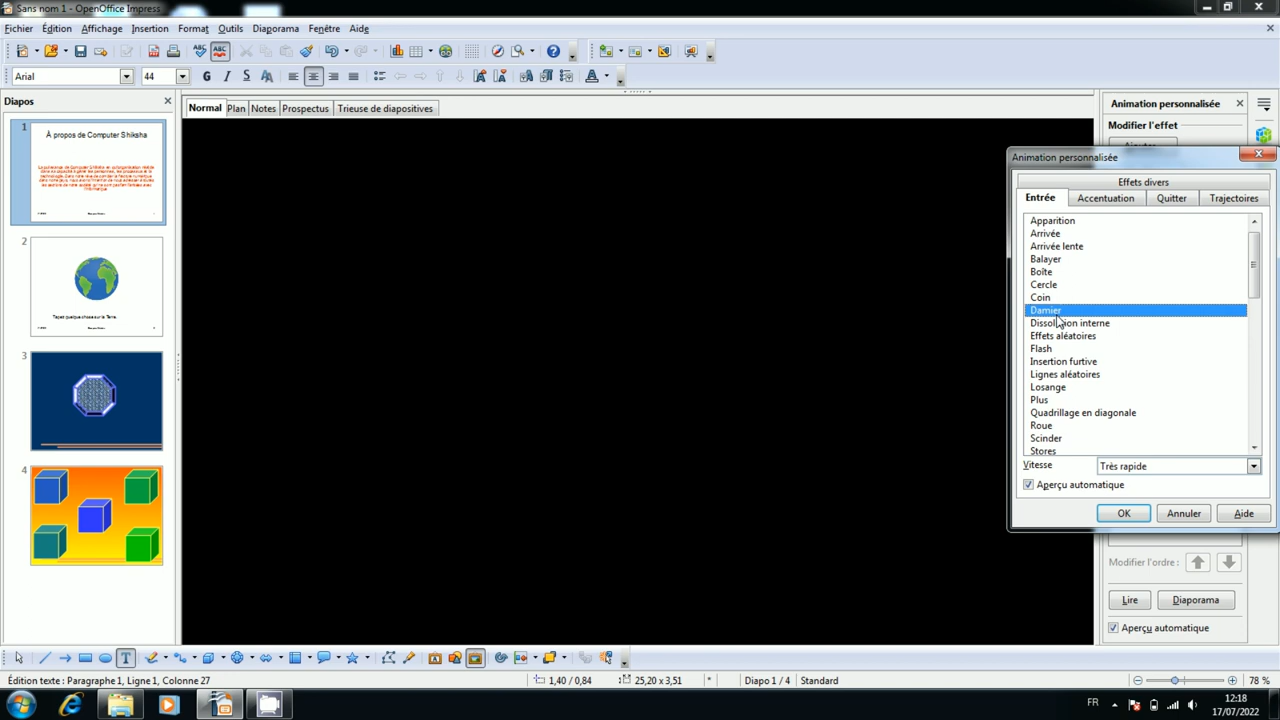 Sans nom 1 - OpenOffice Impress
Fichier Édition Affichage Insertion Format Outils Diaporama Fenêtre Aide
Arial 44
Diapos
Normal Plan Notes Prospectus Trieuse de diapositives
Animation personnalisée
Modifier l'effet
Animation personnalisée
Effets divers
Entrée Accentuation Quitter Trajectoires
Apparition
Arrivée
Arrivée lente
Balayer
Boîte
Cercle
Coin
Damier
Dissolution interne
Effets aléatoires
Flash
Insertion furtive
Lignes aléatoires
Losange
Plus
Quadrillage en diagonale
Roue
Scinder
Stores
Vitesse Très rapide
Aperçu automatique
OK Annuler Aide
Modifier l'ordre :
Lire Diaporama
Aperçu automatique
1
À propos de Computer Shiksha
2
Tapez quelque chose sur la Terre.
3
4
Édition texte : Paragraphe 1, Ligne 1, Colonne 27 1,40 / 0,84 25,20 x 3,51 * Diapo 1 / 4 Standard 78 %
FR 12:18
17/07/2022